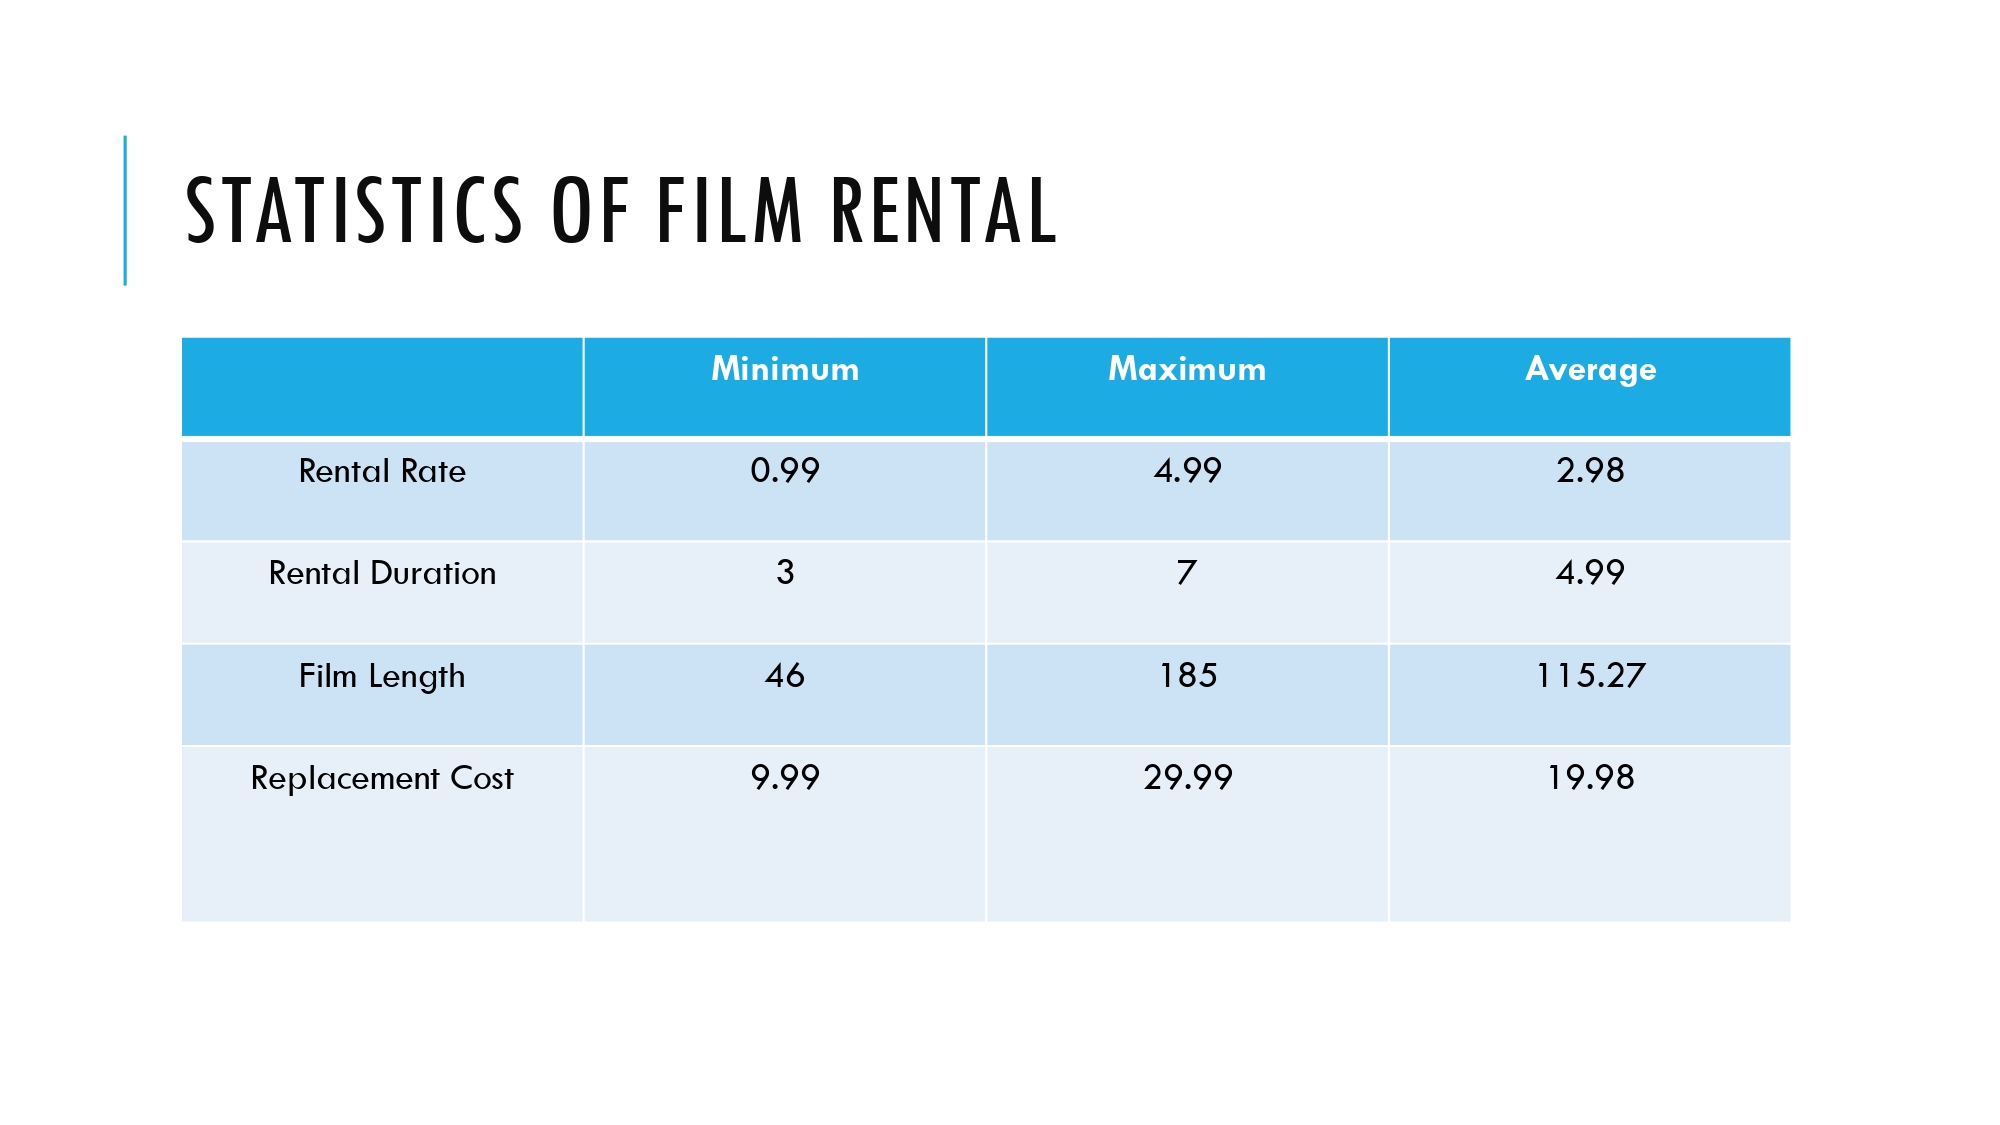 STATISTICS OF FILM RENTAL
Minimum Maximum Average
Rental Rate 0.99 4.99 2.98
Rental Duration 3 7 4.99
Film Length 46 185 115.27
Replacement Cost 9.99 29.99 19.98